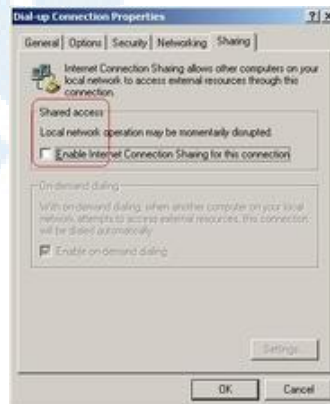 Dial-up Connection Properties
General Options Security Networking Sharing
Internet Connection Sharing allows other computers on your
local network to access external resources through this
connection.
Shared access
Local network operation may be momentarily disrupted.
Enable Internet Connection Sharing for this connection
On-demand dialing
With on-demand dialing, when another computer on your local
network attempts to access external resources, this connection
will be dialed automatically.
Enable on-demand dialing
Settings...
OK Cancel